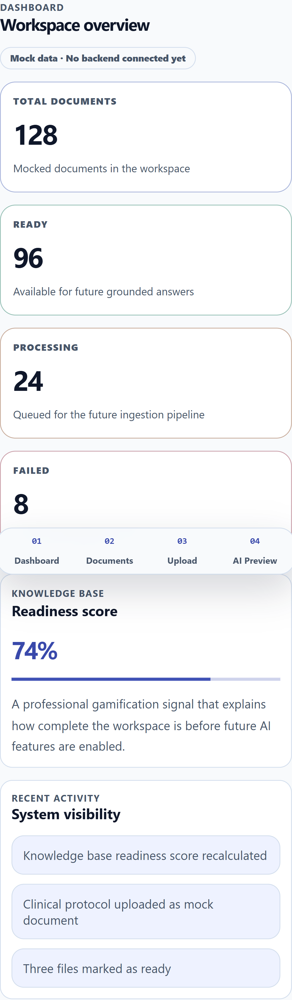 DASHBOARD
Workspace overview
Mock data · No backend connected yet
TOTAL DOCUMENTS
128
Mocked documents in the workspace
READY
96
Available for future grounded answers
PROCESSING
24
Queued for the future ingestion pipeline
FAILED
8
01
Dashboard
02
Documents
03
Upload
04
AI Preview
KNOWLEDGE BASE
Readiness score
74%
A professional gamification signal that explains
how complete the workspace is before future AI
features are enabled.
RECENT ACTIVITY
System visibility
Knowledge base readiness score recalculated
Clinical protocol uploaded as mock
document
Three files marked as ready